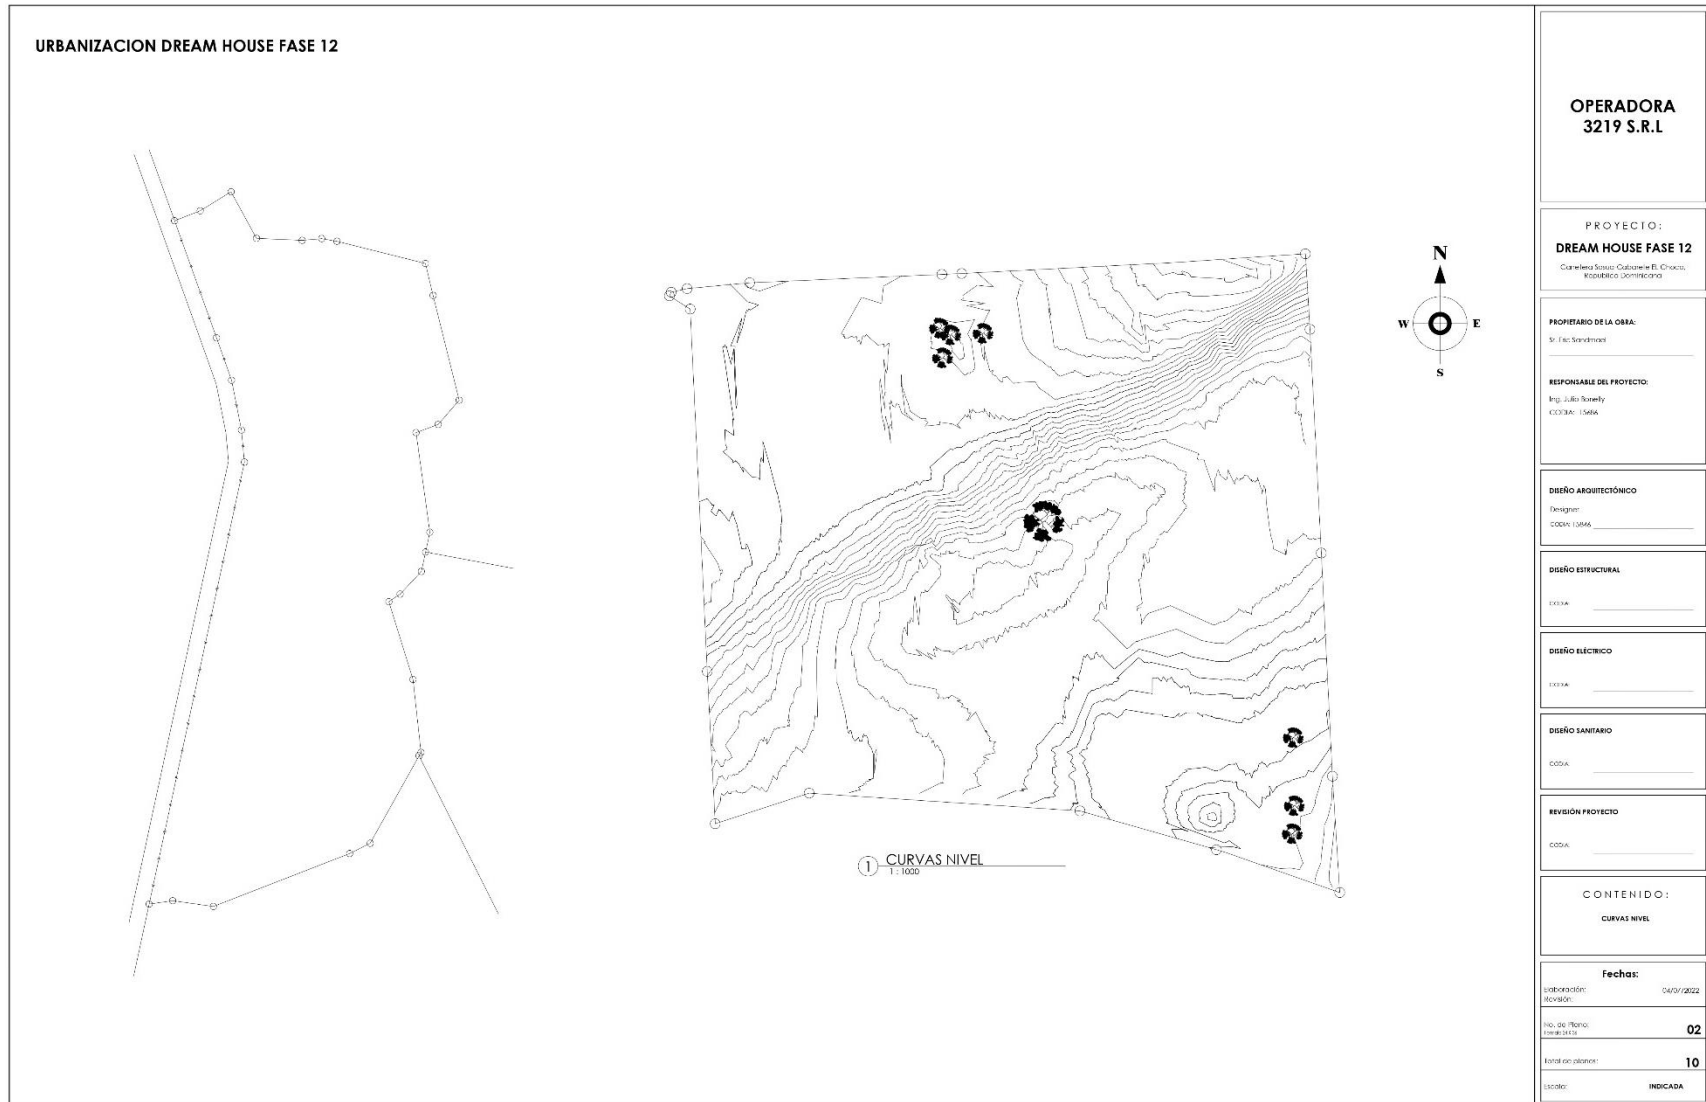 URBANIZACION DREAM HOUSE FASE 12
N
W
E
S
1
CURVAS NIVEL
1 : 1000
OPERADORA
3219 S.R.L
PROYECTO:
DREAM HOUSE FASE 12
Carretera Sosua Cabarete El Choco,
Republica Dominicana
PROPIETARIO DE LA OBRA:
Sr. Eric
RESPONSABLE DEL PROYECTO:
Ing. Julio Bonelly
CODIA:
DISEÑO ARQUITECTÓNICO
Designer:
CODIA:
DISEÑO ESTRUCTURAL
CODIA:
DISEÑO ELÉCTRICO
CODIA:
DISEÑO SANITARIO
CODIA:
REVISIÓN PROYECTO
CODIA:
CONTENIDO:
CURVAS NIVEL
Fechas:
Elaboración: 04/07/2022
Revisión:
No. de Plano: 02
Total de planos: 10
Escala: INDICADA